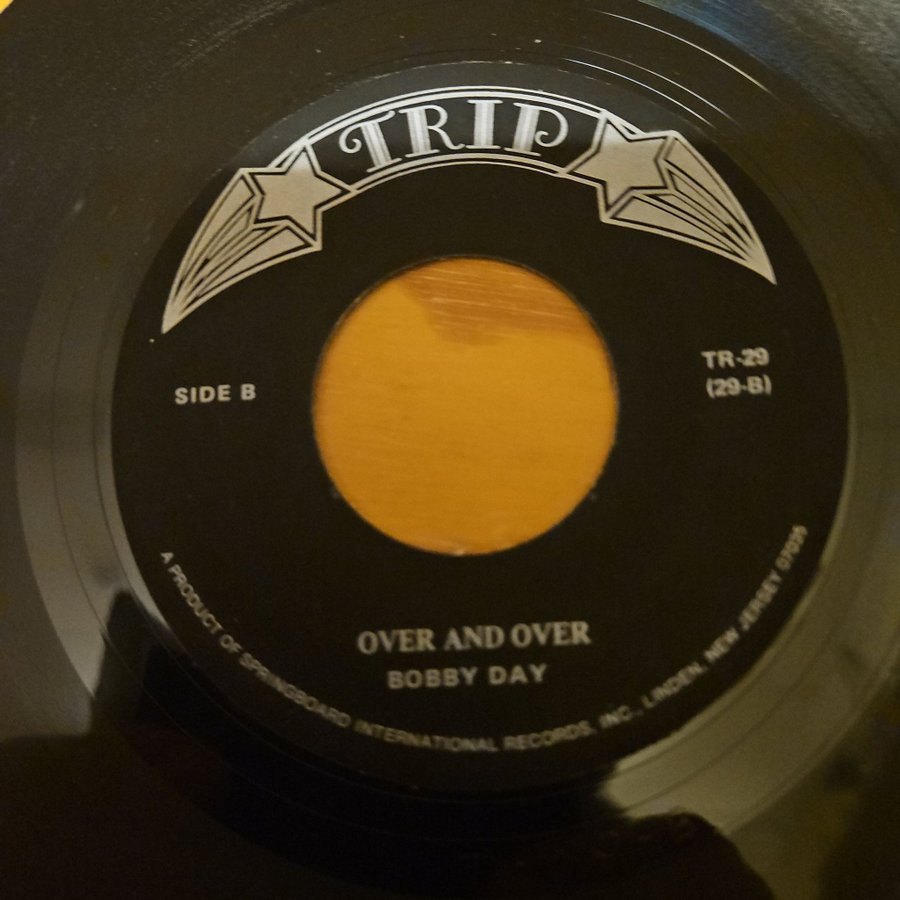 TRIP
SIDE B
TR-29
(29-B)
OVER AND OVER
BOBBY DAY
A PRODUCT OF SPRINGBOARD INTERNATIONAL RECORDS, INC., LINDEN, NEW JERSEY 07036